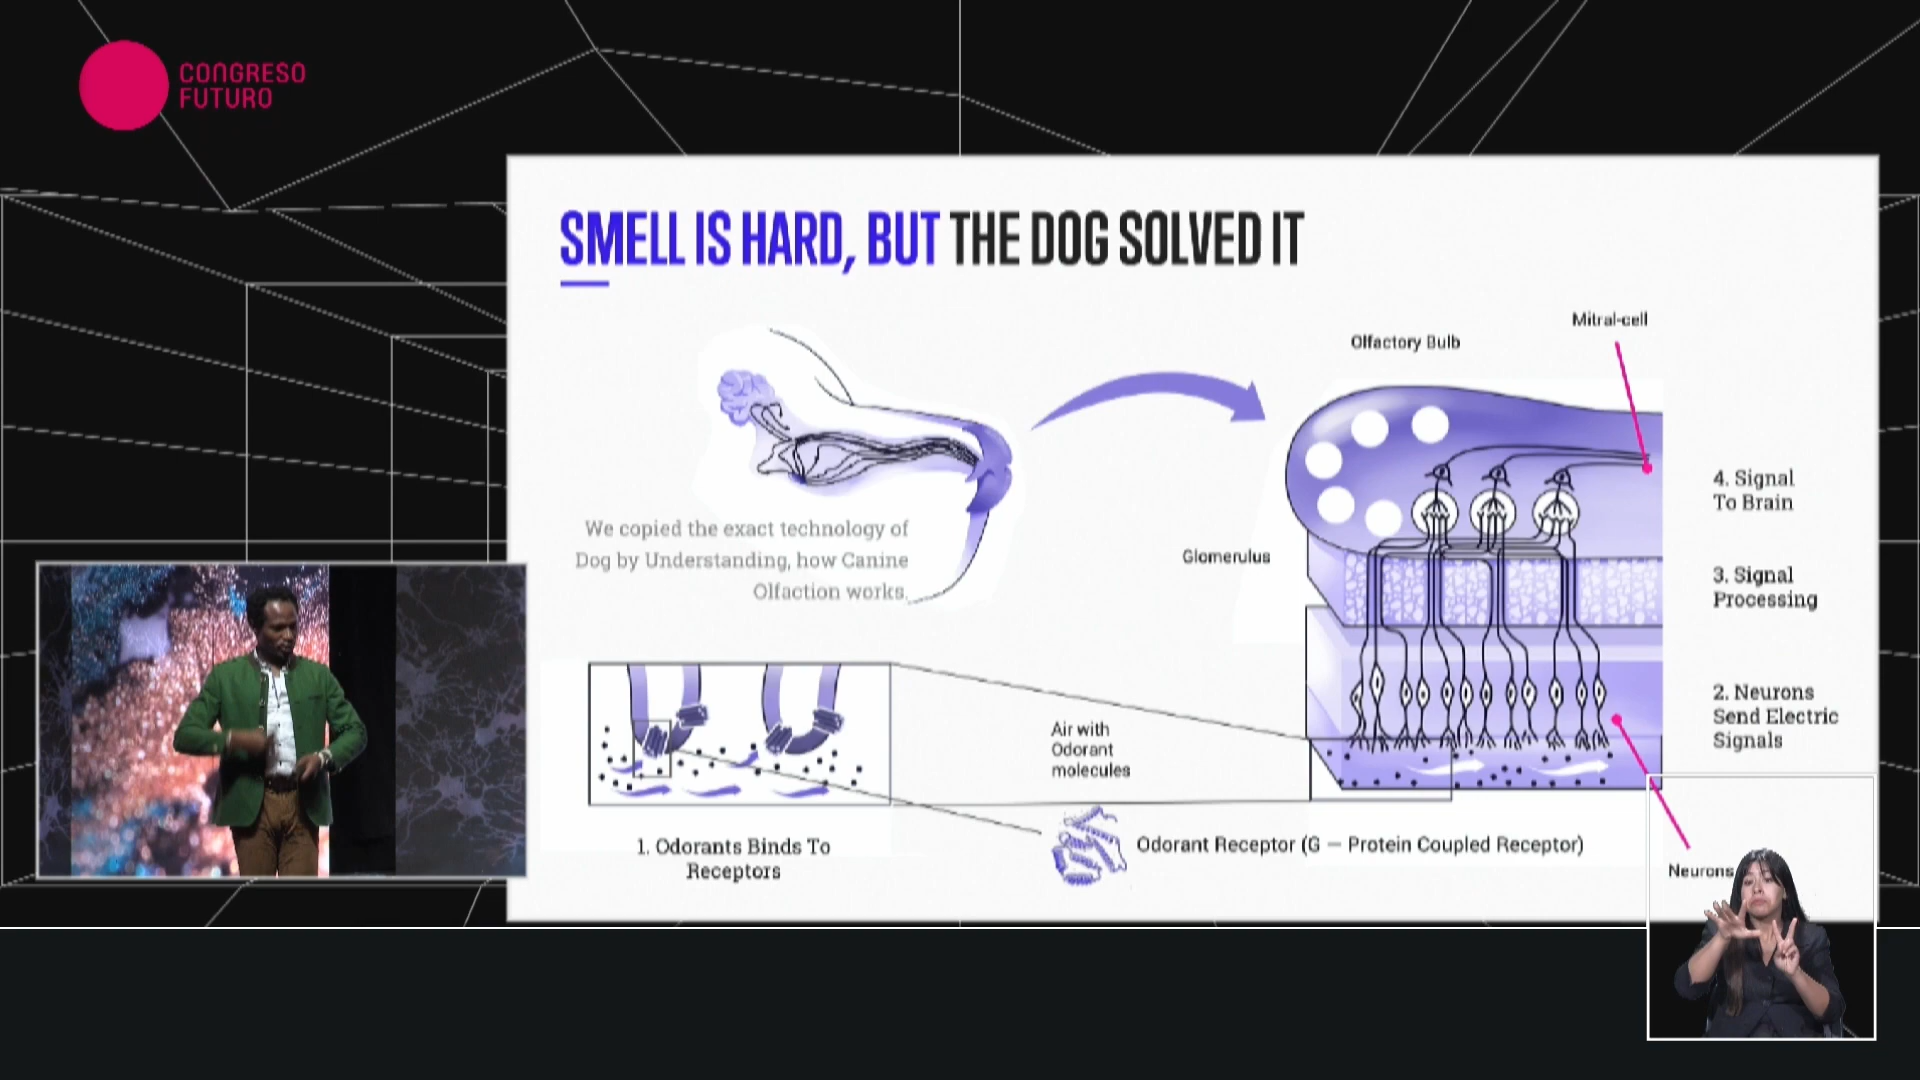 CONGRESO
FUTURO
SMELL IS HARD, BUT THE DOG SOLVED IT
Mitral-cell
Olfactory Bulb
4. Signal
To Brain
We copied the exact technology of
Dog by Understanding, how Canine
Olfaction works.
Glomerulus
3. Signal
Processing
2. Neurons
Send Electric
Signals
Air with
Odorant
molecules
1. Odorants Binds To
Receptors
Odorant Receptor (G — Protein Coupled Receptor)
Neurons